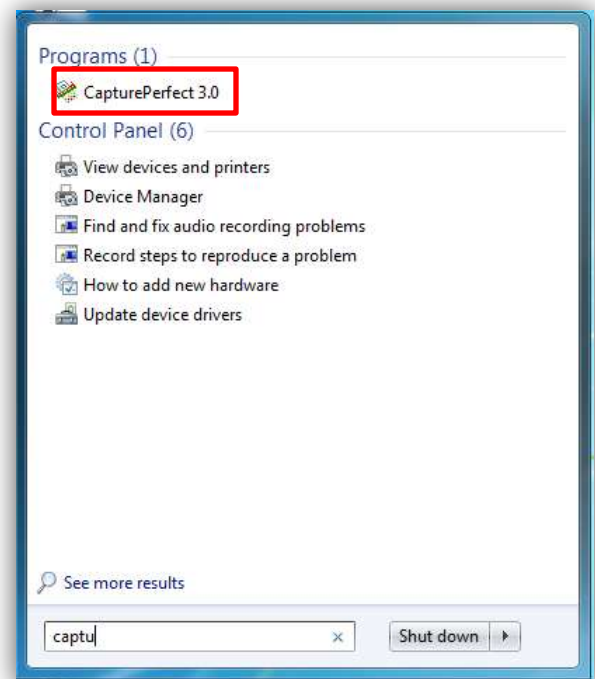 Programs (1)
CapturePerfect 3.0
Control Panel (6)
View devices and printers
Device Manager
Find and fix audio recording problems
Record steps to reproduce a problem
How to add new hardware
Update device drivers
See more results
captu
Shut down